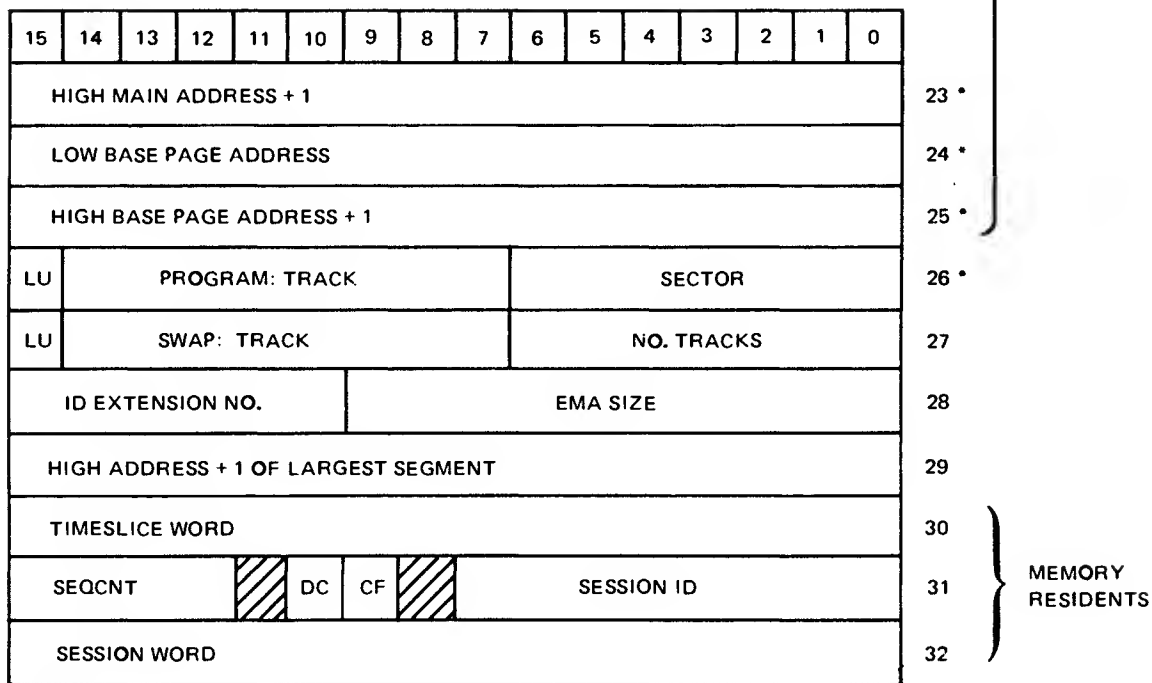 15 14 13 12 11 10 9 8 7 6 5 4 3 2 1 0
HIGH MAIN ADDRESS + 1 23 *
LOW BASE PAGE ADDRESS 24 *
HIGH BASE PAGE ADDRESS + 1 25 *
LU PROGRAM: TRACK SECTOR 26 *
LU SWAP: TRACK NO. TRACKS 27
ID EXTENSION NO. EMA SIZE 28
HIGH ADDRESS + 1 OF LARGEST SEGMENT 29
TIMESLICE WORD 30
SEQCNT DC CF SESSION ID 31
MEMORY
RESIDENTS
SESSION WORD 32